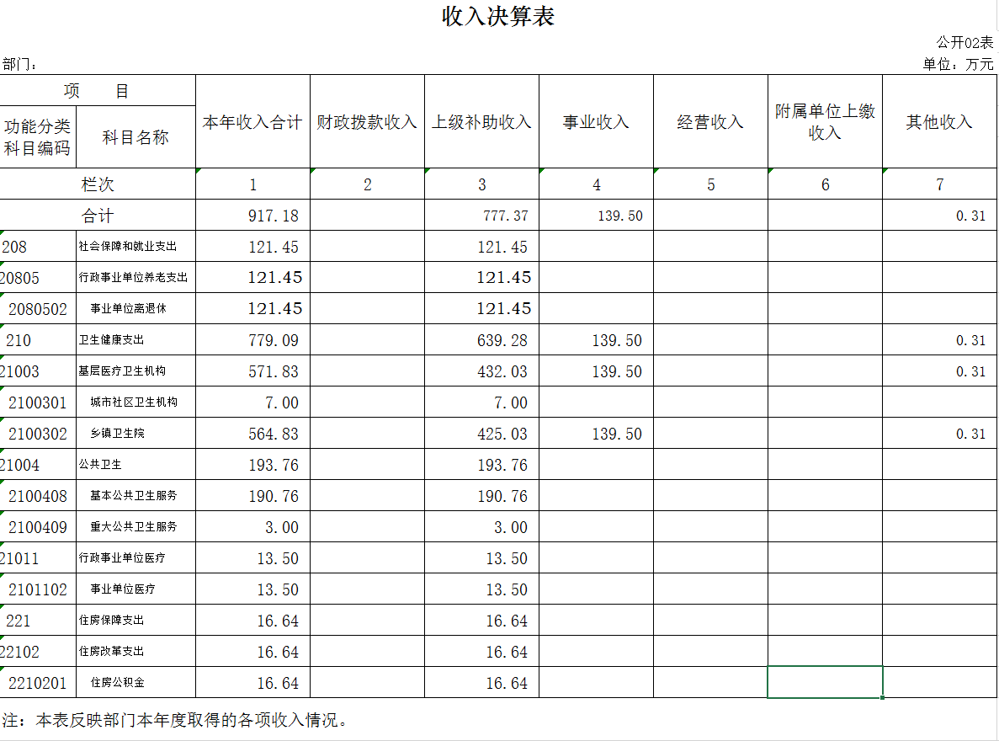 收入决算表
公开02表
部门：
单位：万元
项 目
本年收入合计 财政拨款收入 上级补助收入 事业收入 经营收入 附属单位上缴
收入 其他收入
功能分类
科目编码 科目名称
栏次 1 2 3 4 5 6 7
合计 917.18 777.37 139.50 0.31
208 社会保障和就业支出 121.45 121.45
20805 行政事业单位养老支出 121.45 121.45
2080502 事业单位离退休 121.45 121.45
210 卫生健康支出 779.09 639.28 139.50 0.31
21003 基层医疗卫生机构 571.83 432.03 139.50 0.31
2100301 城市社区卫生机构 7.00 7.00
2100302 乡镇卫生院 564.83 425.03 139.50 0.31
21004 公共卫生 193.76 193.76
2100408 基本公共卫生服务 190.76 190.76
2100409 重大公共卫生服务 3.00 3.00
21011 行政事业单位医疗 13.50 13.50
2101102 事业单位医疗 13.50 13.50
221 住房保障支出 16.64 16.64
22102 住房改革支出 16.64 16.64
2210201 住房公积金 16.64 16.64
注：本表反映部门本年度取得的各项收入情况。